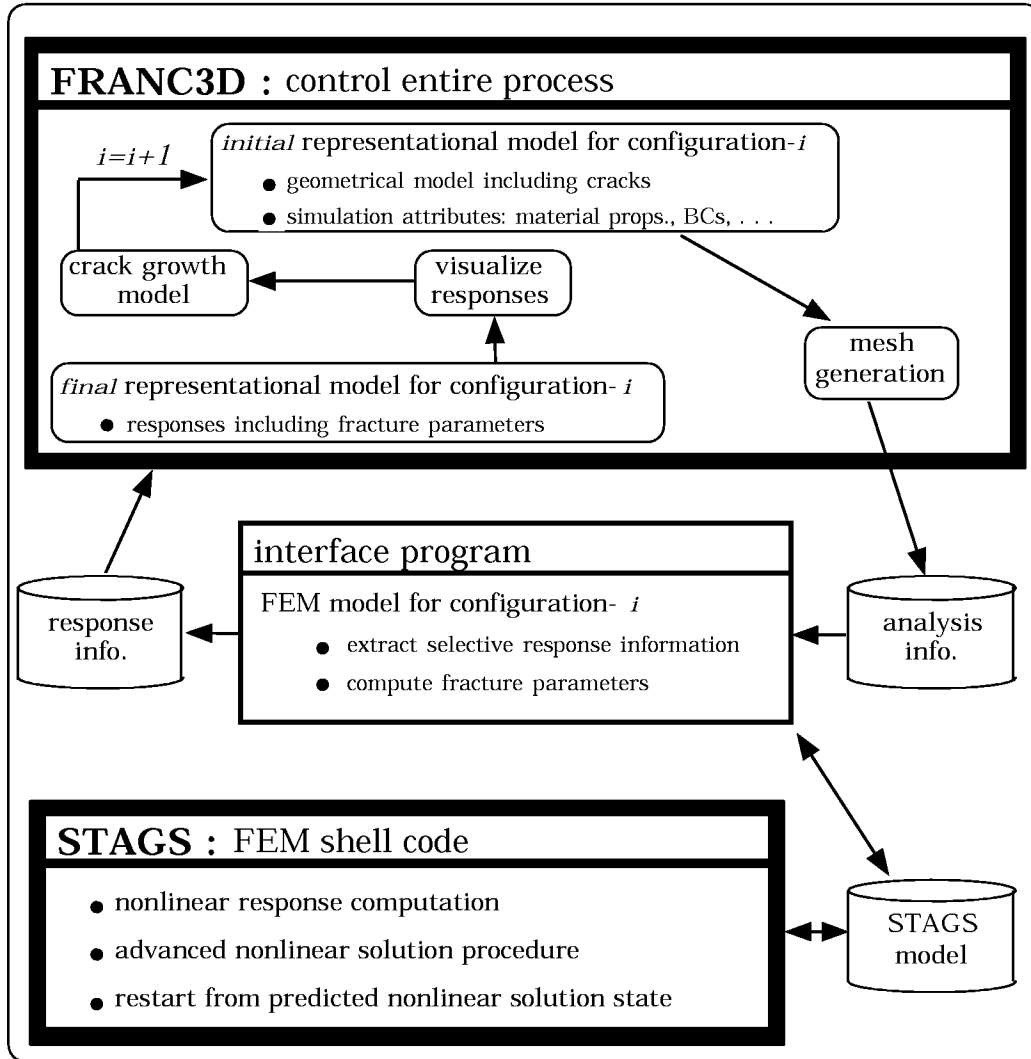 FRANC3D : control entire process
initial representational model for configuration-i
● geometrical model including cracks
● simulation attributes: material props., BCs, . . .
i=i+1
crack growth
model
visualize
responses
mesh
generation
final representational model for configuration- i
● responses including fracture parameters
interface program
FEM model for configuration- i
● extract selective response information
● compute fracture parameters
response
info.
analysis
info.
STAGS : FEM shell code
● nonlinear response computation
● advanced nonlinear solution procedure
● restart from predicted nonlinear solution state
STAGS
model